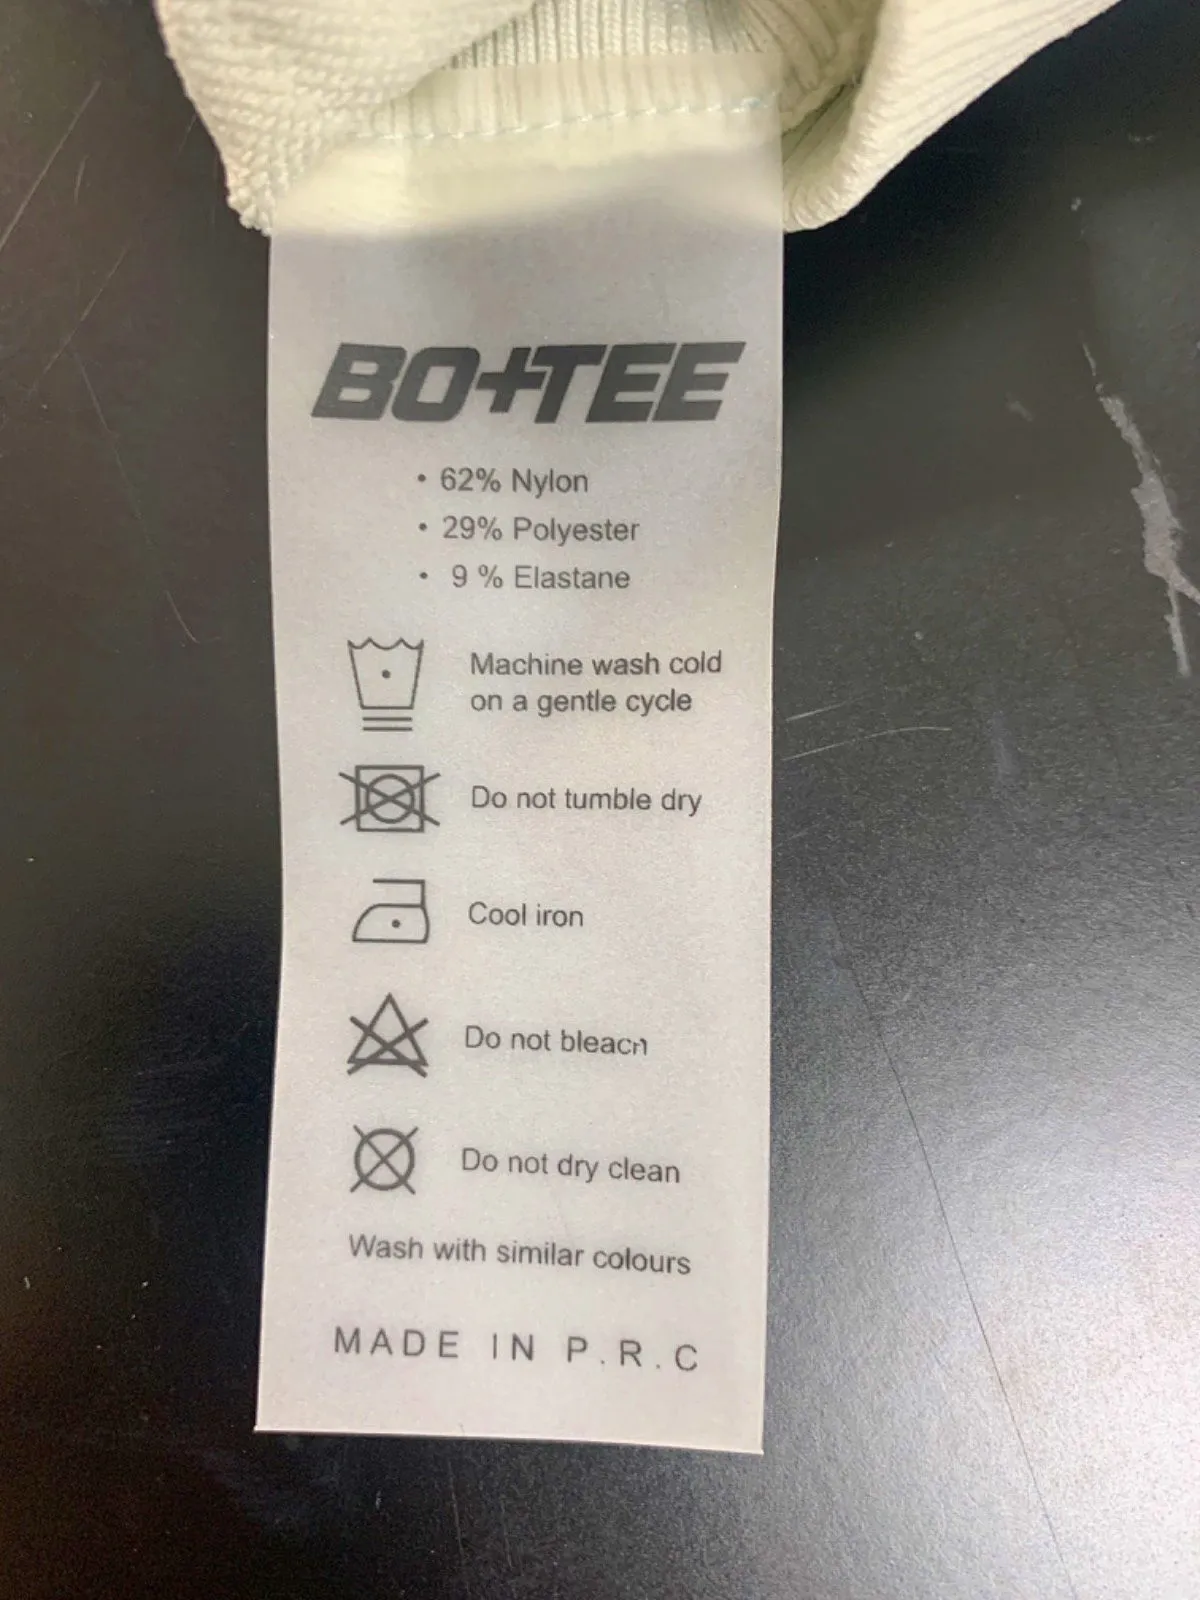 BO+TEE
• 62% Nylon
• 29% Polyester
• 9 % Elastane
Machine wash cold
on a gentle cycle
Do not tumble dry
Cool iron
Do not bleach
Do not dry clean
Wash with similar colours
MADE IN P.R.C